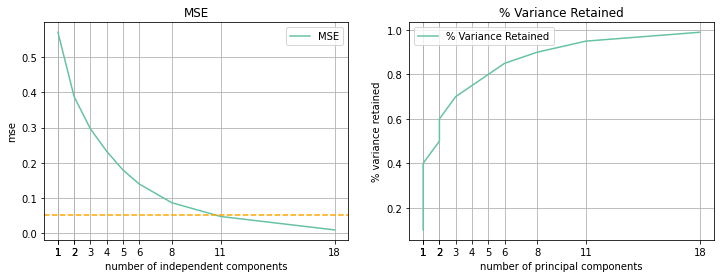 MSE
MSE
mse
0.5
0.4
0.3
0.2
0.1
0.0
1 2 3 4 5 6 8 11 18
number of independent components
% Variance Retained
% Variance Retained
% variance retained
1.0
0.8
0.6
0.4
0.2
1 2 3 4 5 6 8 11 18
number of principal components